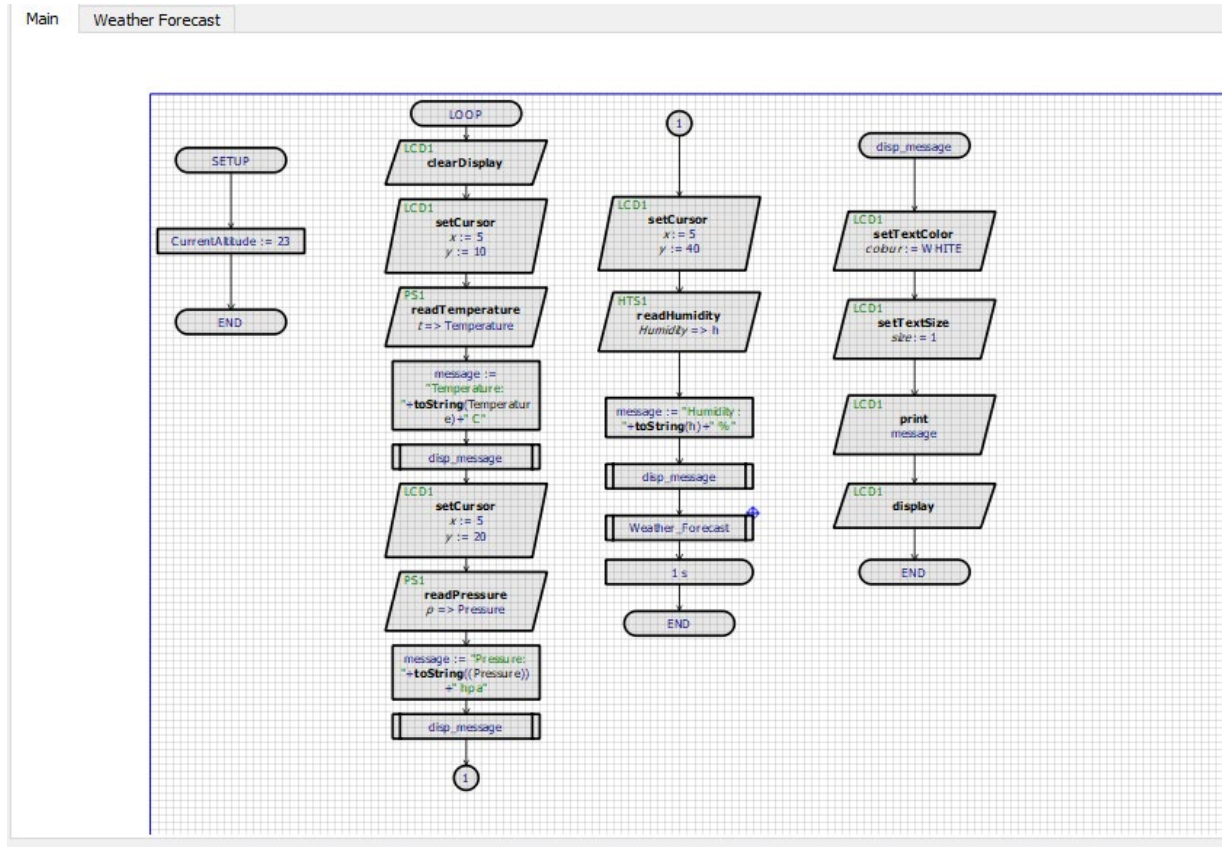 Main
Weather Forecast
SETUP
CurrentAltitude := 23
END
LOOP
LCD1
clearDisplay
LCD1
setCursor
x := 5
y := 10
PS1
readTemperature
t => Temperature
message :=
"Temperature:
"+toString(Temperatur
e)+" C"
disp_message
LCD1
setCursor
x := 5
y := 20
PS1
readPressure
p => Pressure
message := "Pressure:
"+toString((Pressure))
+" hpa"
disp_message
1
1
LCD1
setCursor
x := 5
y := 40
HTS1
readHumidity
Humidity => h
message := "Humidity :
"+toString(h)+" %"
disp_message
Weather_Forecast
1 s
END
disp_message
LCD1
setTextColor
colour := WHITE
LCD1
setTextSize
size := 1
LCD1
print
message
LCD1
display
END